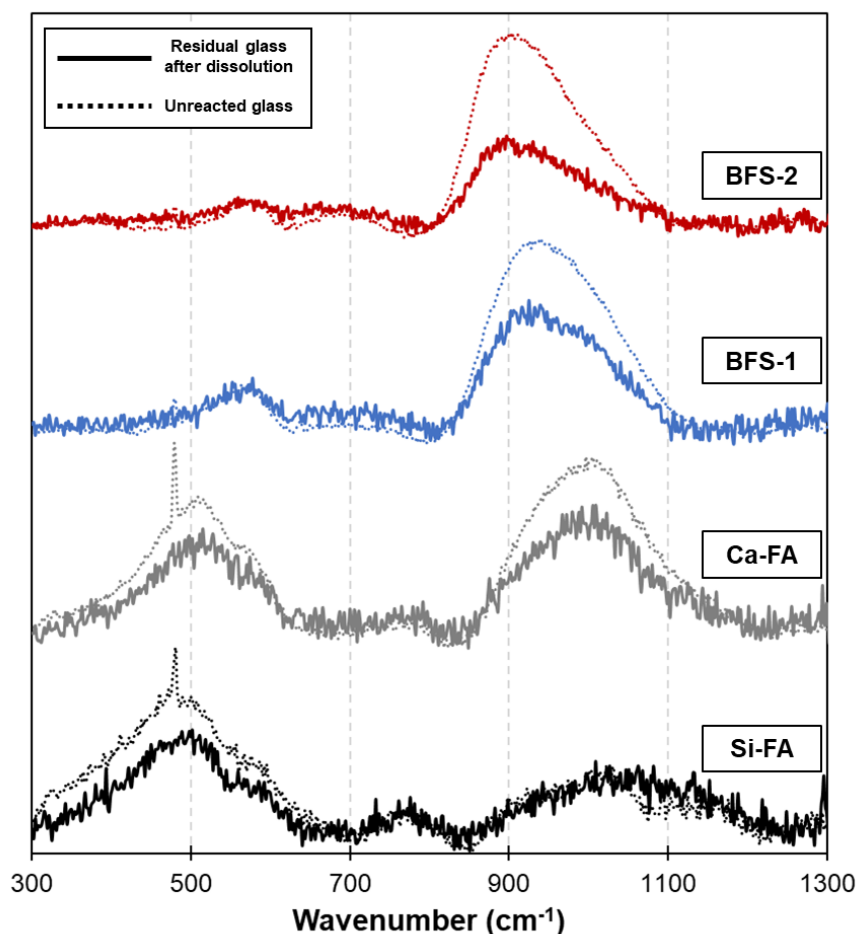 Residual glass
after dissolution
Unreacted glass
BFS-2
BFS-1
Ca-FA
Si-FA
300 500 700 900 1100 1300
Wavenumber (cm⁻¹)